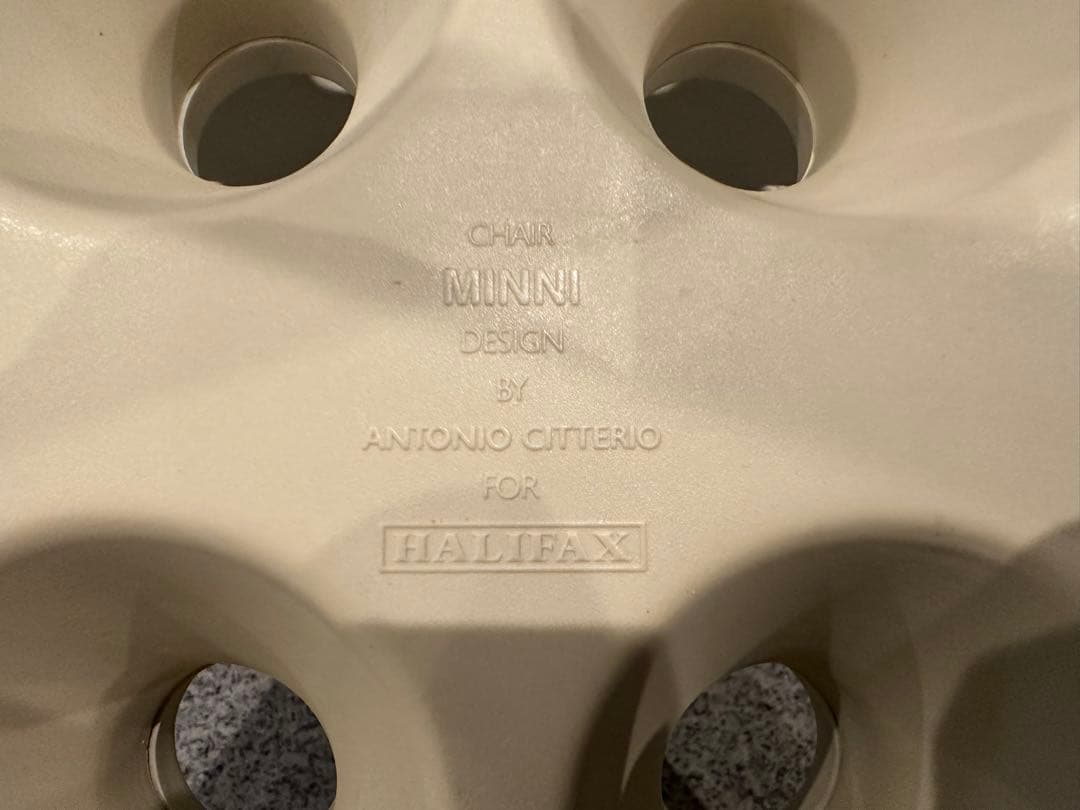 CHAIR
MINNI
DESIGN
BY
ANTONIO CITTERIO
FOR
HALIFAX